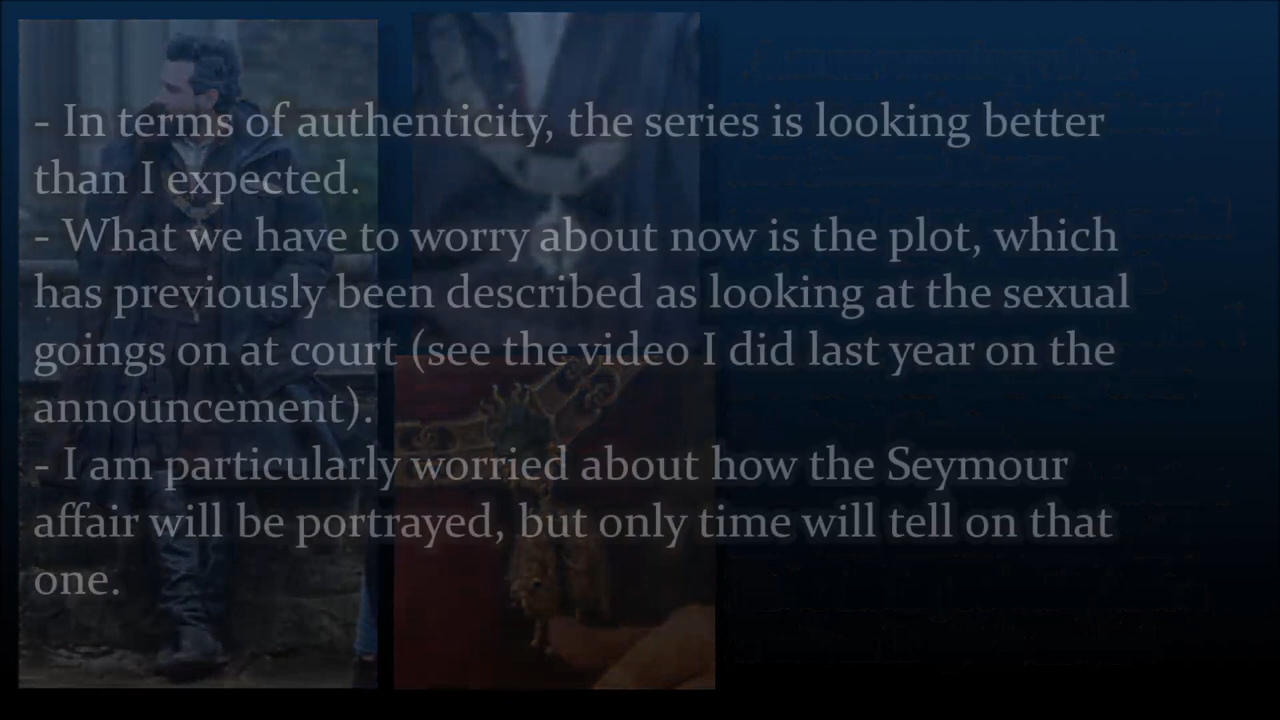 - In terms of authenticity, the series is looking better
than I expected.
- What we have to worry about now is the plot, which
has previously been described as looking at the sexual
goings on at court (see the video I did last year on the
announcement).
- I am particularly worried about how the Seymour
affair will be portrayed, but only time will tell on that
one.